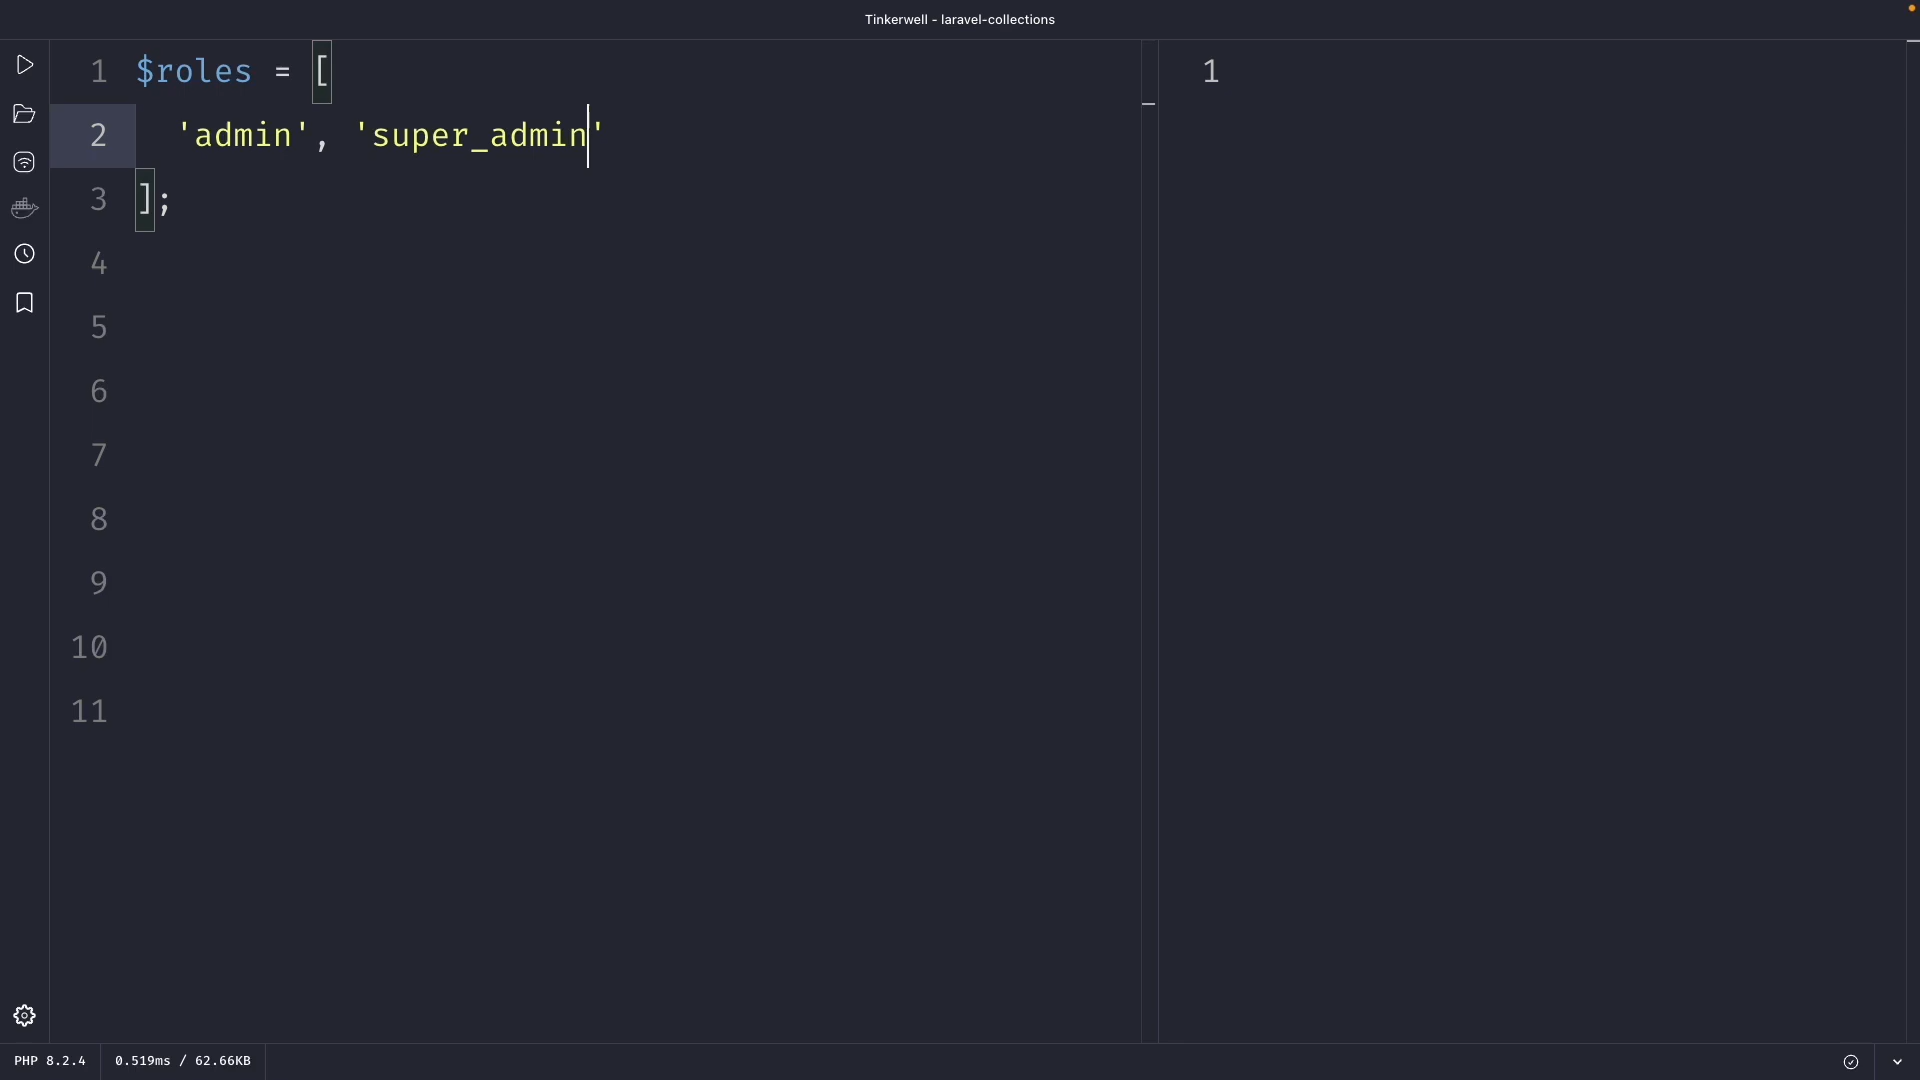 Tinkerwell - laravel-collections
1 $roles = [
2 'admin', 'super_admin'
3 ];
4
5
6
7
8
9
10
11
1
PHP 8.2.4
0.519ms / 62.66KB